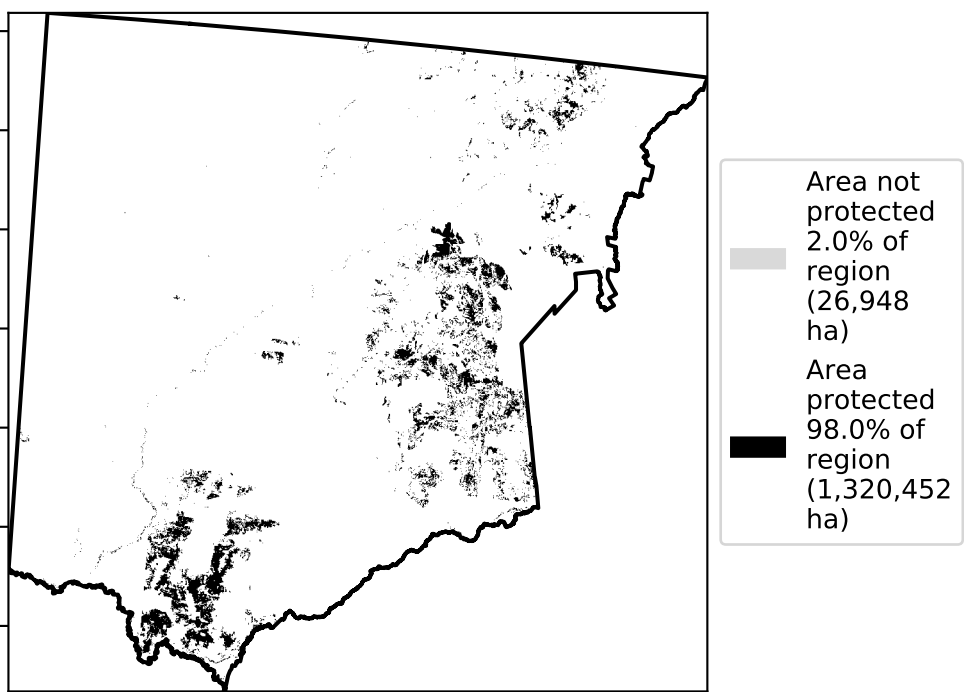 Area not
protected
2.0% of
region
(26,948
ha)
Area
protected
98.0% of
region
(1,320,452
ha)